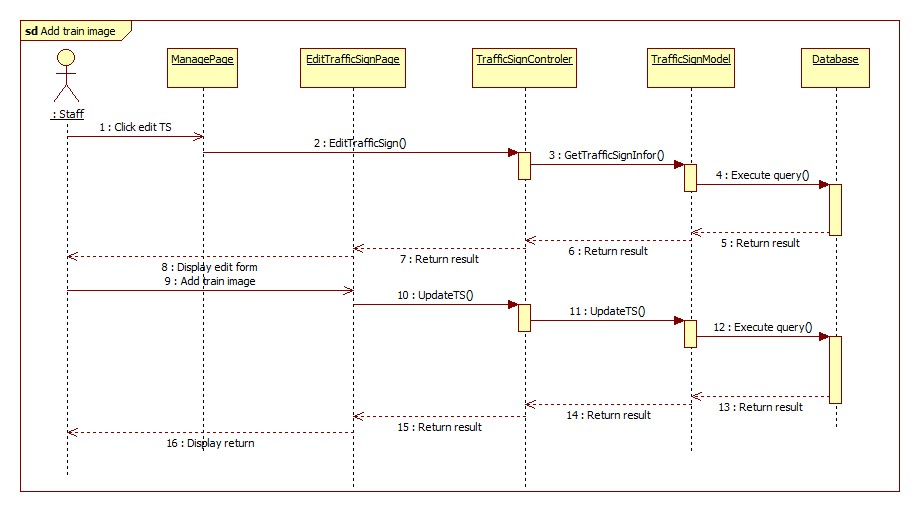 sd Add train image
ManagePage
EditTrafficSignPage
TrafficSignControler
TrafficSignModel
Database
: Staff
1 : Click edit TS
2 : EditTrafficSign()
3 : GetTrafficSignInfor()
4 : Execute query()
5 : Return result
6 : Return result
7 : Return result
8 : Display edit form
9 : Add train image
10 : UpdateTS()
11 : UpdateTS()
12 : Execute query()
13 : Return result
14 : Return result
15 : Return result
16 : Display return